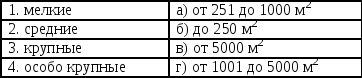 1. мелкие а) от 251 до 1000 м²
2. средние б) до 250 м²
3. крупные в) от 5000 м²
4. особо крупные г) от 1001 до 5000 м²